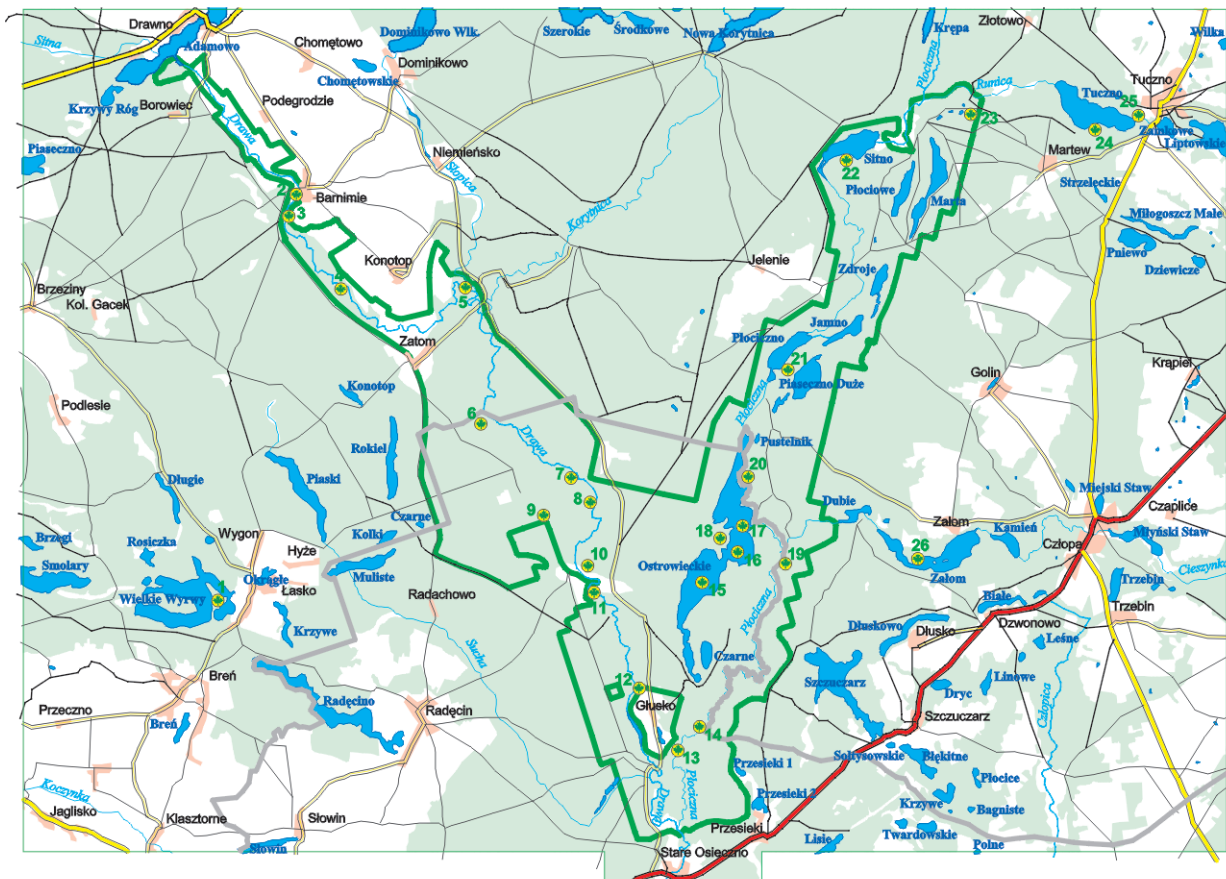 Drawno
Sitna
Adamowo
Chomętowo
Dominikowo Wlk.
Szerokie
Środkowe
Nowa Korytnica
Krępa
Złotowo
Wilka
Dominikowo
Chomętowskie
Płociczna
Runica
Tuczno
Tuczno
Krzywy Róg
Borowiec
Podegrodzie
Drawa
23
25
24
Zamkowe
Liptowskie
Piaseczno
Niemieńsko
Słopica
Martew
Sitno
22
2
Barnimie
3
Płociowe
Marta
Strzeleckie
Korytnica
Miłogoszcz Małe
Pniewo
Dziewicze
Konotop
4
5
Jelenie
Zdroje
Brzeziny
Kol. Gacek
Zatom
Jamno
Płociczno
21
Piaseczno Duże
Krąpiel
Golin
Konotop
Podlesie
Płociczna
6
Rokiel
Drawa
Pustelnik
Długie
Piaski
7
20
8
Dubie
Miejski Staw
Czaplice
9
Czarne
Wygon
Kolki
17
18
Załom
Kamień
Młyński Staw
Brzegi
Rosiczka
Hyże
16
Człopa
Smolary
Okrągłe
Muliste
10
Ostrowieckie
19
26
Załom
Cieszynka
1
Łasko
15
Trzebin
Wielkie Wyrwy
11
Radachowo
Płociczna
Białe
Trzebin
Krzywe
Dłuskowo
Dłusko
Dzwonowo
Leśne
Sucha
Czarne
Szczuczarz
Breń
12
Linowe
Dryc
Radęcino
Głusko
Człopica
Przeczno
Breń
Radęcin
14
Szczuczarz
13
Sołtysowskie
Błękitne
Przesieki 1
Płocice
Koczynka
Płociczna
Drawa
Przesieki 2
Krzywe
Bagniste
Jaglisko
Klasztorne
Słowin
Przesieki
Twardowskie
Słowin
Lisie
Polne
Stare Osieczno